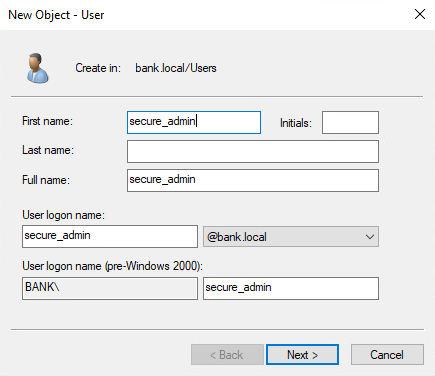 New Object - User
Create in: bank.local/Users
First name: secure_admin Initials:
Last name:
Full name: secure_admin
User logon name:
secure_admin @bank.local
User logon name (pre-Windows 2000):
BANK\ secure_admin
< Back Next > Cancel